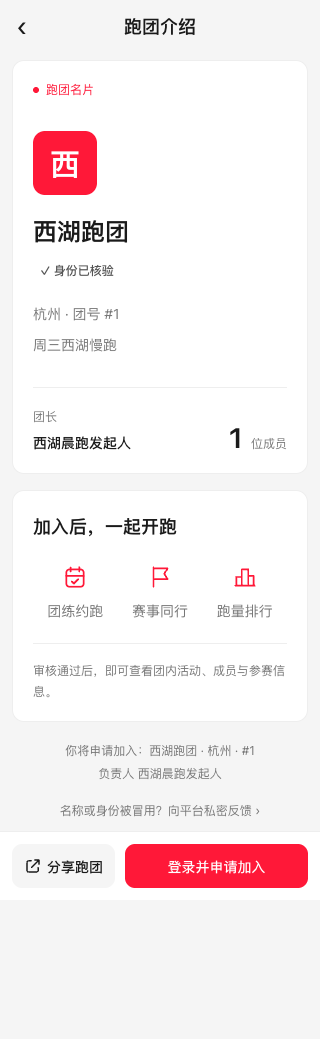 ‹ 跑团介绍
跑团名片
西
西湖跑团
✓ 身份已核验
杭州 · 团号 #1
周三西湖慢跑
团长
西湖晨跑发起人
1 位成员
加入后，一起开跑
团练约跑 赛事同行 跑量排行
审核通过后，即可查看团内活动、成员与参赛信
息。
你将申请加入：西湖跑团 · 杭州 · #1
负责人 西湖晨跑发起人
名称或身份被冒用？向平台私密反馈 ›
分享跑团 登录并申请加入